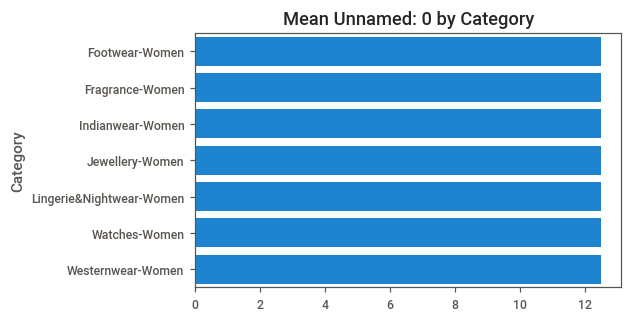 Mean Unnamed: 0 by Category
Category
Footwear-Women
Fragrance-Women
Indianwear-Women
Jewellery-Women
Lingerie&Nightwear-Women
Watches-Women
Westernwear-Women
0 2 4 6 8 10 12